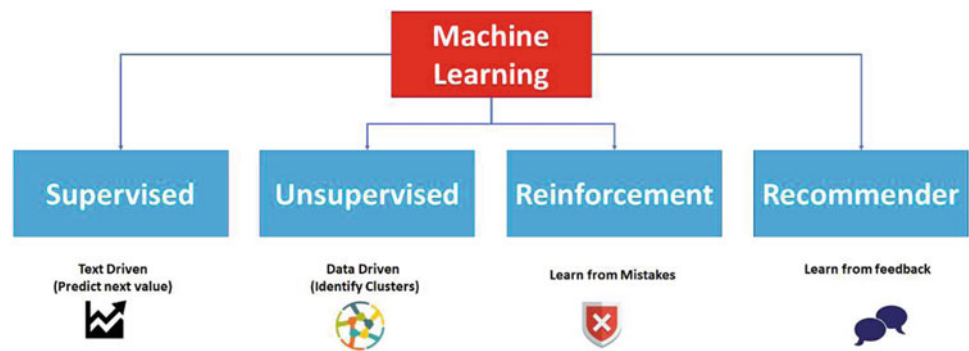 Machine
Learning
Supervised
Unsupervised
Reinforcement
Recommender
Text Driven
(Predict next value)
Data Driven
(Identify Clusters)
Learn from Mistakes
Learn from feedback